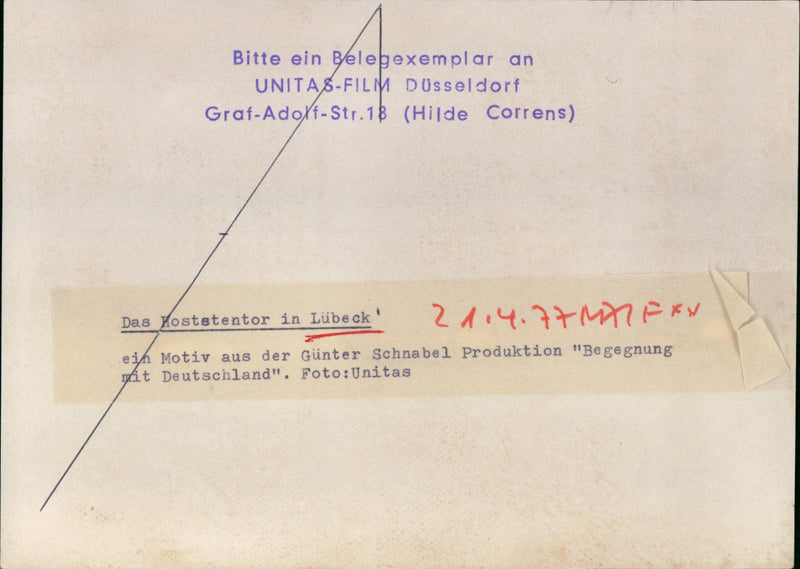 Bitte ein Belegexemplar an
UNITAS-FILM Düsseldorf
Graf-Adolf-Str.18 (Hilde Correns)
Das Hoststentor in Lübeck'
21.4.77
ein Motiv aus der Günter Schnabel Produktion "Begegnung
mit Deutschland". Foto:Unitas